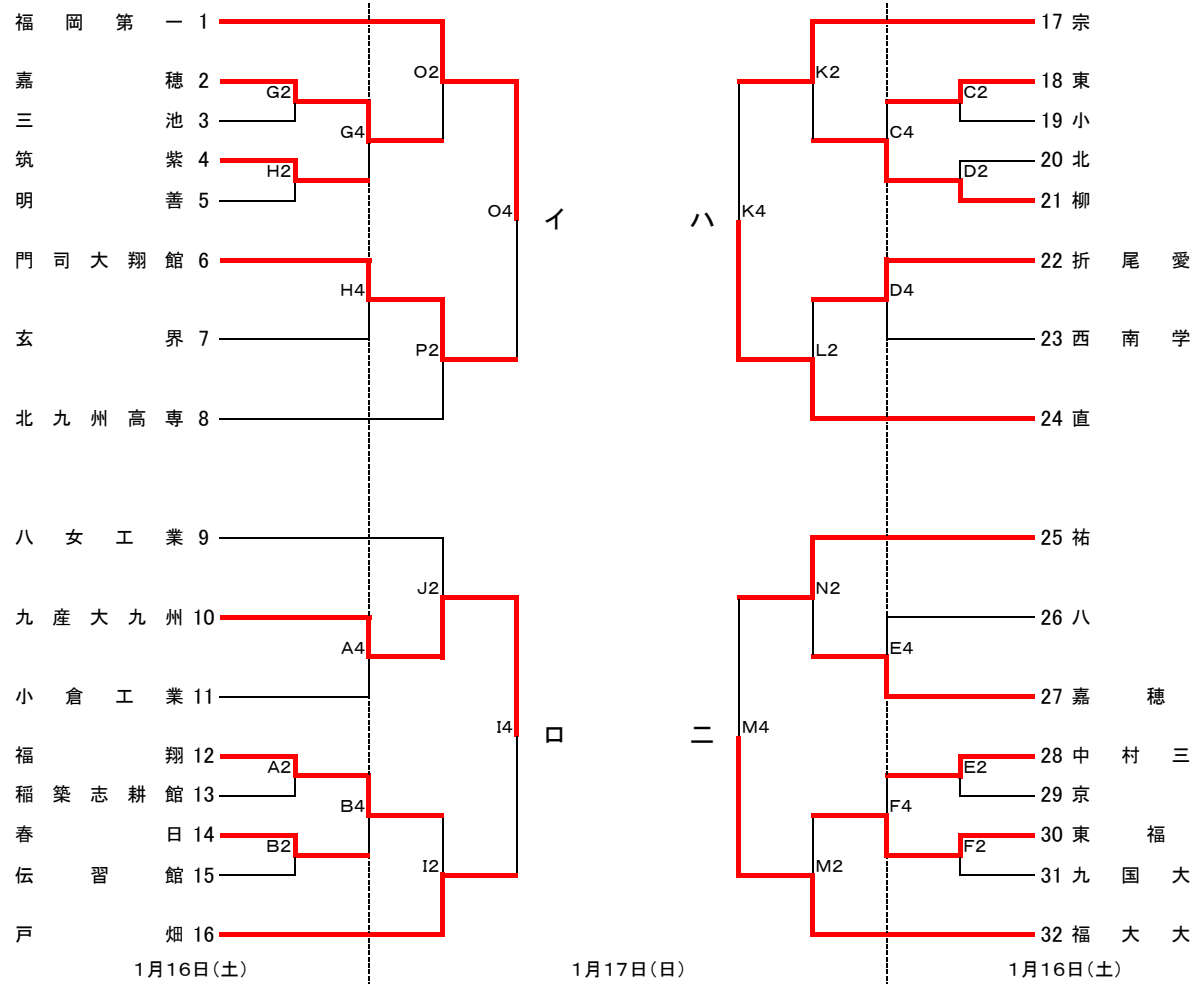 福岡第一 1
嘉穂 2
三池 3
筑紫 4
明善 5
門司大翔館 6
玄界 7
北九州高専 8
G2
H2
G4
H4
O2
P2
O4
イ
八女工業 9
九産大九州 10
小倉工業 11
福翔 12
稲築志耕館 13
春日 14
伝習館 15
戸畑 16
A2
B2
A4
B4
J2
I2
I4
ロ
17 宗
18 東
19 小
20 北
21 柳
22 折尾愛
23 西南学
24 直
C2
D2
C4
D4
K2
L2
K4
ハ
25 祐
26 八
27 嘉穂
28 中村三
29 京
30 東福
31 九国大
32 福大大
E2
F2
E4
F4
N2
M2
M4
ニ
1月16日(土)
1月17日(日)
1月16日(土)